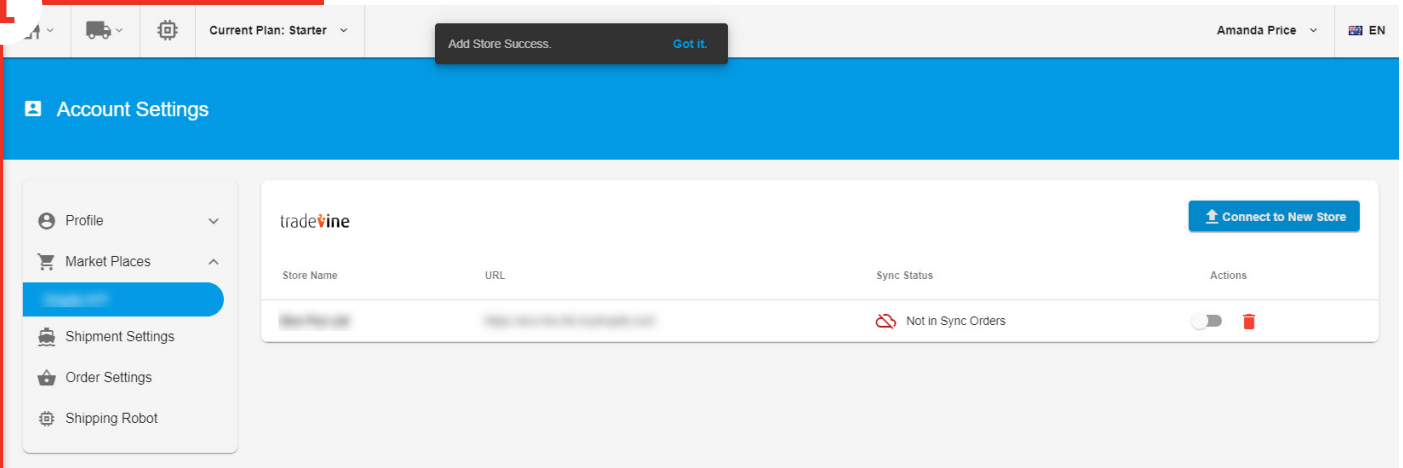 Current Plan: Starter
Add Store Success.
Got it.
Amanda Price
EN
Account Settings
Profile
Market Places
Shipment Settings
Order Settings
Shipping Robot
tradevine
Connect to New Store
Store Name
URL
Sync Status
Actions
Not in Sync Orders